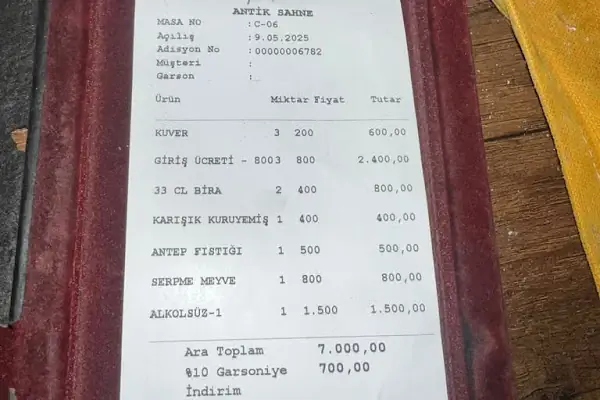 ANTİK SAHNE
MASA NO : C-06
Açılış : 9.05.2025
Adisyon No : 00000006782
Müşteri :
Garson :
Ürün Miktar Fiyat Tutar
KUVER 3 200 600,00
GİRİŞ ÜCRETİ - 8003 800 2.400,00
33 CL BİRA 2 400 800,00
KARIŞIK KURUYEMİŞ 1 400 400,00
ANTEP FISTIĞI 1 500 500,00
SERPME MEYVE 1 800 800,00
ALKOLSÜZ-1 1 1.500 1.500,00
Ara Toplam 7.000,00
%10 Garsoniye 700,00
İndirim